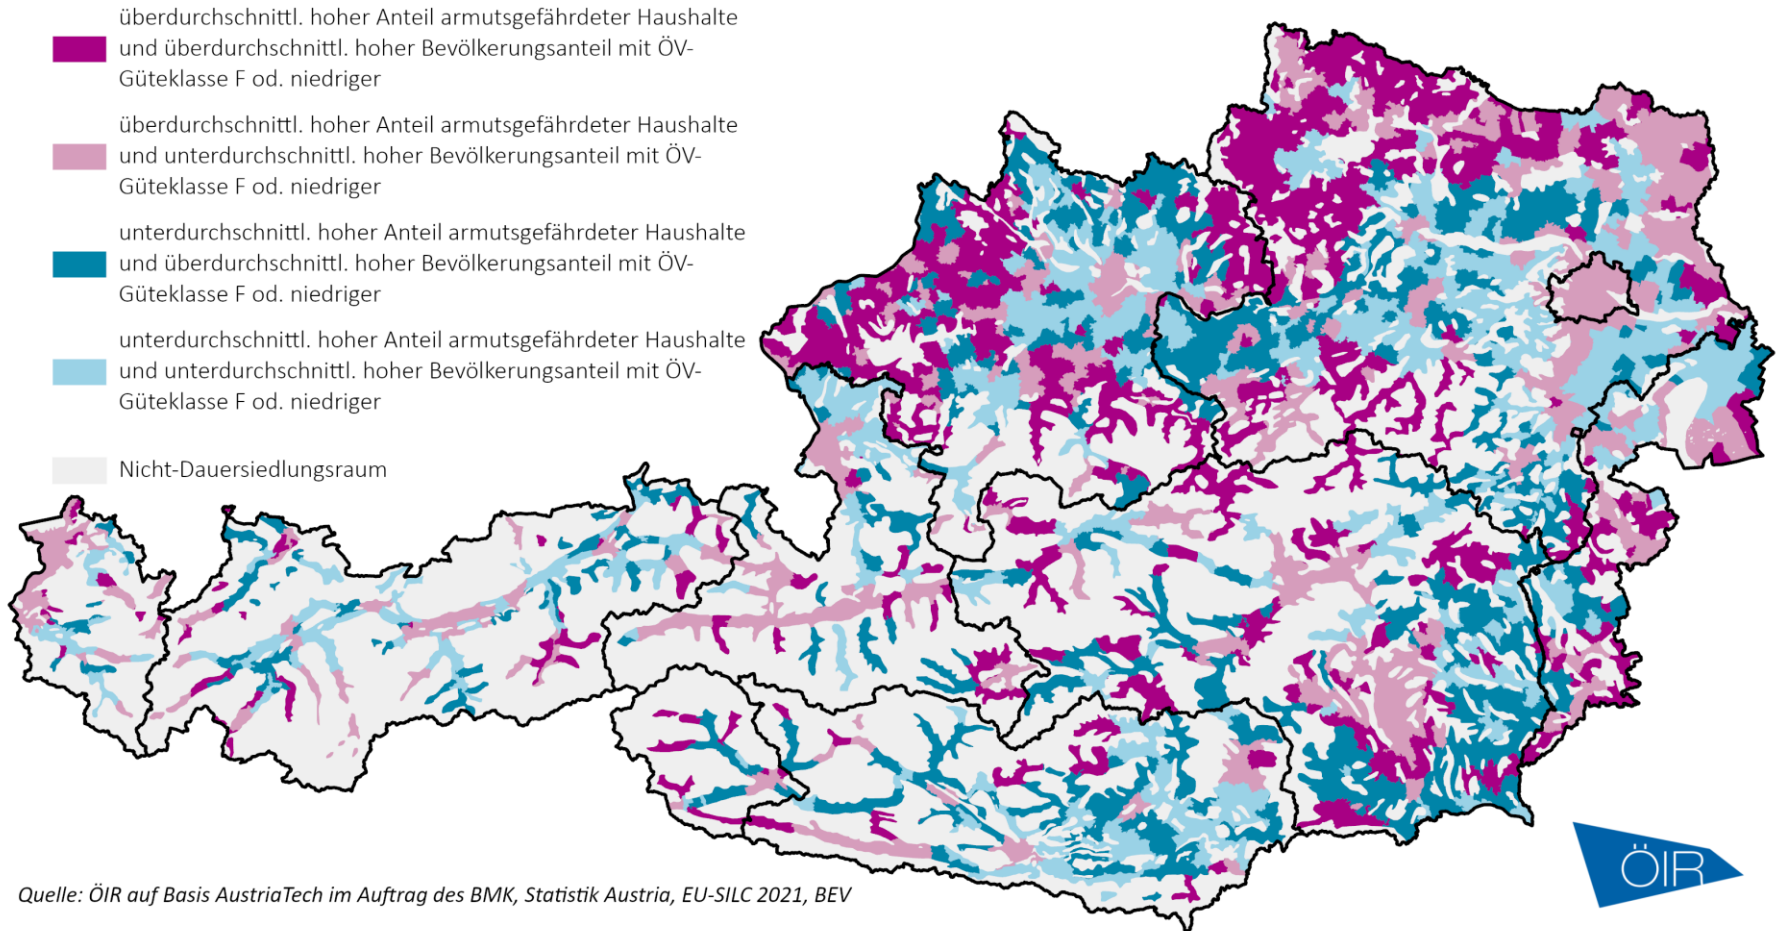 überdurchschnittl. hoher Anteil armutsgefährdeter Haushalte
und überdurchschnittl. hoher Bevölkerungsanteil mit ÖV-
Güteklasse F od. niedriger
überdurchschnittl. hoher Anteil armutsgefährdeter Haushalte
und unterdurchschnittl. hoher Bevölkerungsanteil mit ÖV-
Güteklasse F od. niedriger
unterdurchschnittl. hoher Anteil armutsgefährdeter Haushalte
und überdurchschnittl. hoher Bevölkerungsanteil mit ÖV-
Güteklasse F od. niedriger
unterdurchschnittl. hoher Anteil armutsgefährdeter Haushalte
und unterdurchschnittl. hoher Bevölkerungsanteil mit ÖV-
Güteklasse F od. niedriger
Nicht-Dauersiedlungsraum
Quelle: ÖIR auf Basis AustriaTech im Auftrag des BMK, Statistik Austria, EU-SILC 2021, BEV
ÖIR